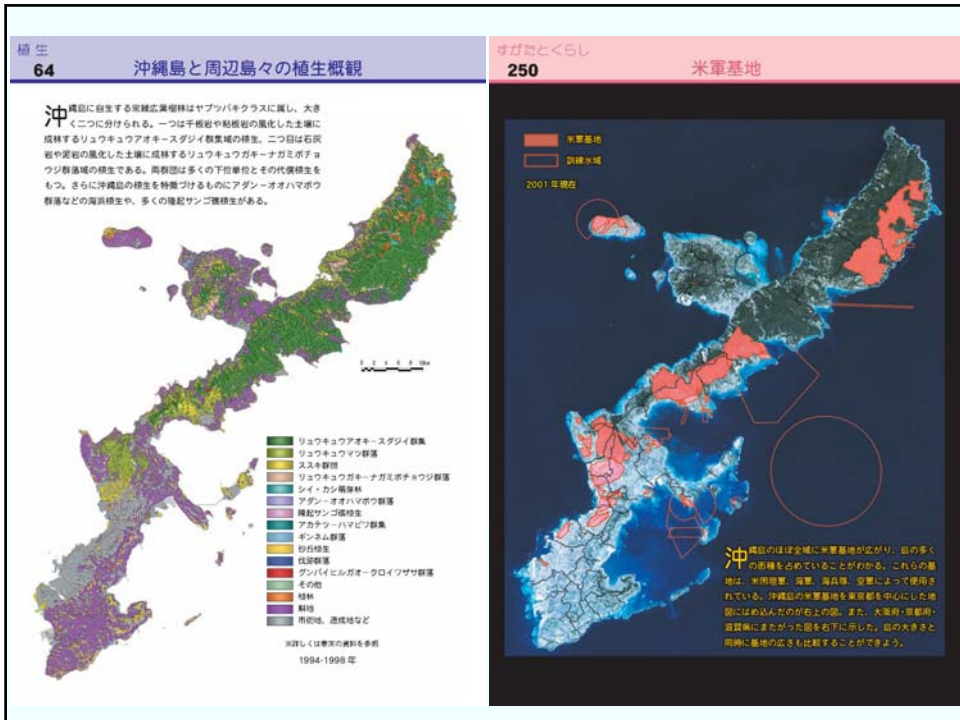 植生
64
沖縄島と周辺島々の植生概観
沖縄島に自生する常緑広葉樹林はヤブツバキクラスに属し、大き
く二つに分けられる。一つは千板岩や粘板岩の風化した土壌に
成林するリュウキュウアオキースダジイ群集域の植生、二つ目は石灰
岩や泥岩の風化した土壌に成林するリュウキュウガキーナガミボチョ
ウジ群落域の植生である。両群団は多くの下位単位とその代償植生を
もつ。さらに沖縄島の植生を特徴づけるものにアダンーオオハマボウ
群落などの海浜植生や、多くの隆起サンゴ礁植生がある。
0 2 4 6 8 10km
リュウキュウアオキースダジイ群集
リュウキュウマツ群落
ススキ群団
リュウキュウガキーナガミボチョウジ群落
シイ・カシ萌芽林
アダンーオオハマボウ群落
隆起サンゴ礁植生
アカテツーハマビワ群集
ギンネム群落
砂丘植生
伐跡群落
グンバイヒルガオークロイワザサ群落
その他
植林
耕地
市街地、造成地など
※詳しくは巻末の資料を参照
1994-1998 年
すがたとくらし
250
米軍基地
米軍基地
訓練水域
2001年現在
沖縄島のほぼ全域に米軍基地が広がり、島の多く
の面積を占めていることがわかる。これらの基
地は、米国陸軍、海軍、海兵隊、空軍によって使用さ
れている。沖縄島の米軍基地を東京都を中心にした地
図にはめ込んだのが右上の図。また、大阪府・京都府・
滋賀県にまたがった図を右下に示した。島の大きさと
同時に基地の広さも比較することができよう。